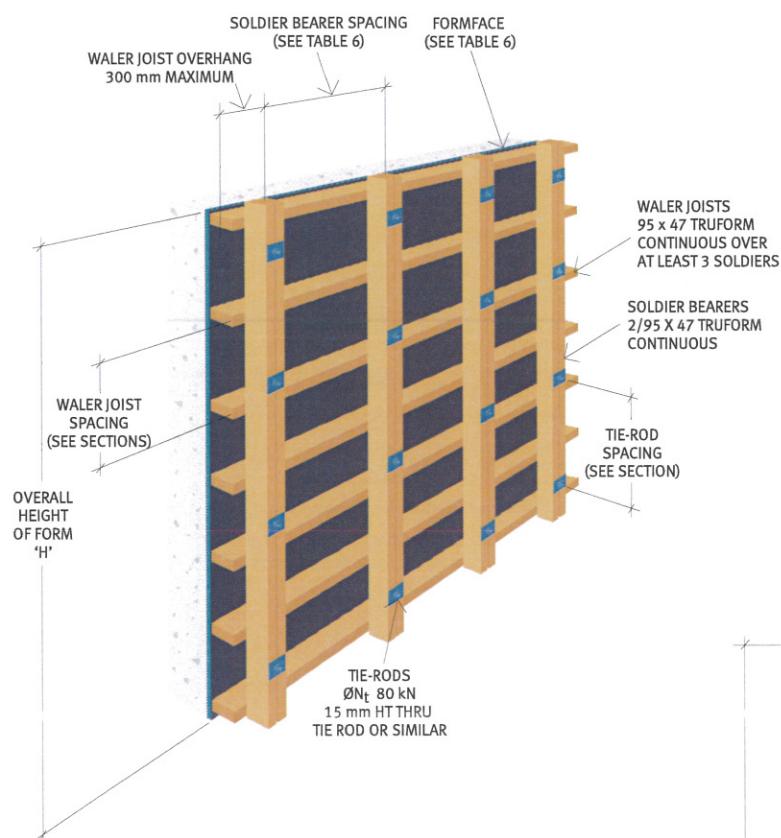 SOLDIER BEARER SPACING
(SEE TABLE 6)
FORMFACE
(SEE TABLE 6)
WALER JOIST OVERHANG
300 mm MAXIMUM
WALER JOISTS
95 x 47 TRUFORM
CONTINUOUS OVER
AT LEAST 3 SOLDIERS
SOLDIER BEARERS
2/95 X 47 TRUFORM
CONTINUOUS
WALER JOIST
SPACING
(SEE SECTIONS)
TIE-ROD
SPACING
(SEE SECTION)
OVERALL
HEIGHT
OF FORM
‘H’
TIE-RODS
ØNt 80 kN
15 mm HT THRU
TIE ROD OR SIMILAR